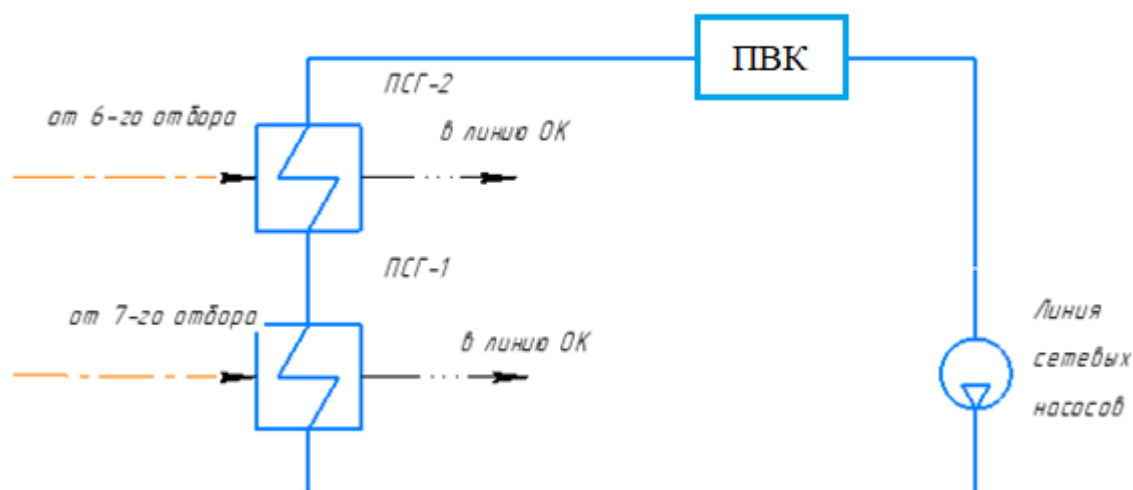 ПВК
ПСГ-2
от 6-го отбора
в линию ОК
ПСГ-1
от 7-го отбора
в линию ОК
Линия
сетевых
насосов